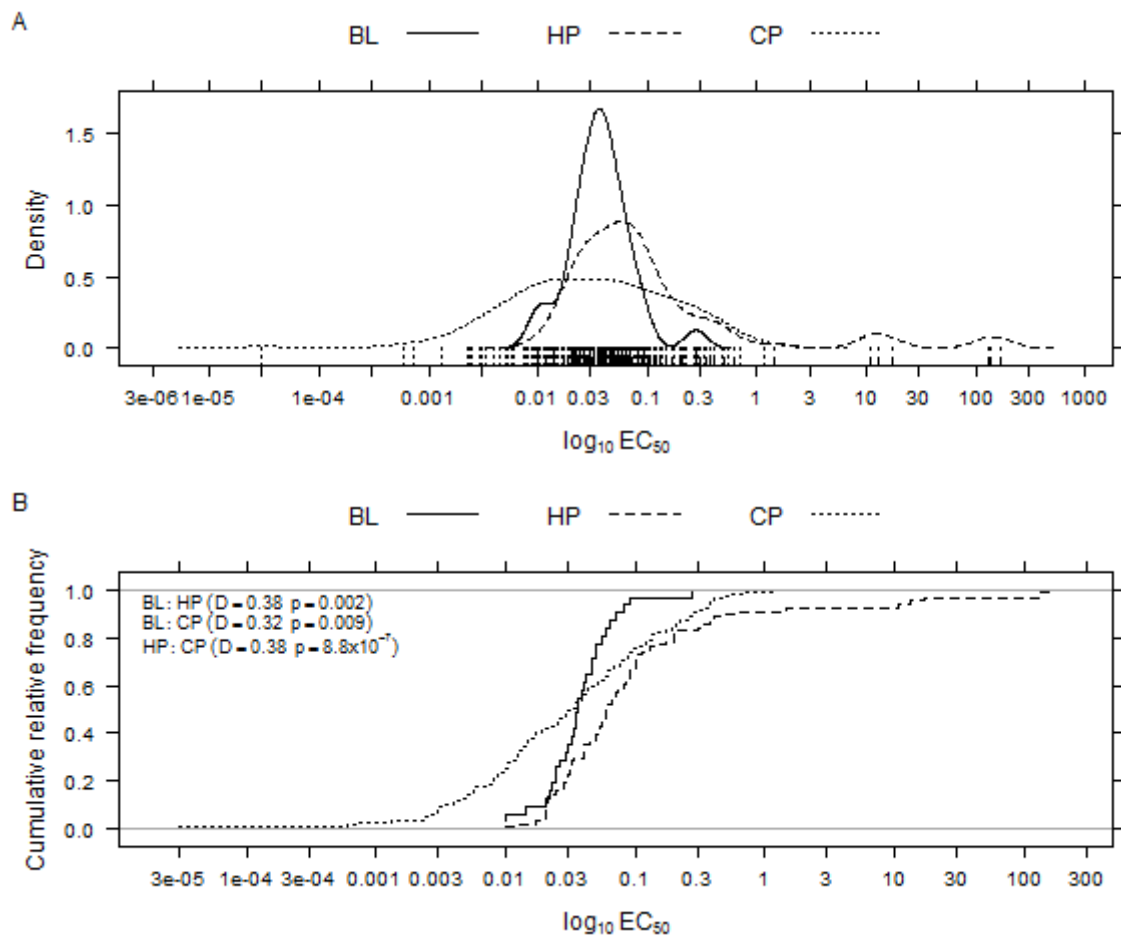 A
BL HP CP
Density
1.5
1.0
0.5
0.0
3e-06 1e-05 1e-04 0.001 0.01 0.03 0.1 0.3 1 3 10 30 100 300 1000
log₁₀ EC₅₀
B
BL HP CP
Cumulative relative frequency
1.0
0.8
0.6
0.4
0.2
0.0
BL: HP (D=0.38 p=0.002)
BL: CP (D=0.32 p=0.009)
HP: CP (D=0.38 p=8.8x10⁻⁷)
3e-05 1e-04 3e-04 0.001 0.003 0.01 0.03 0.1 0.3 1 3 10 30 100 300
log₁₀ EC₅₀